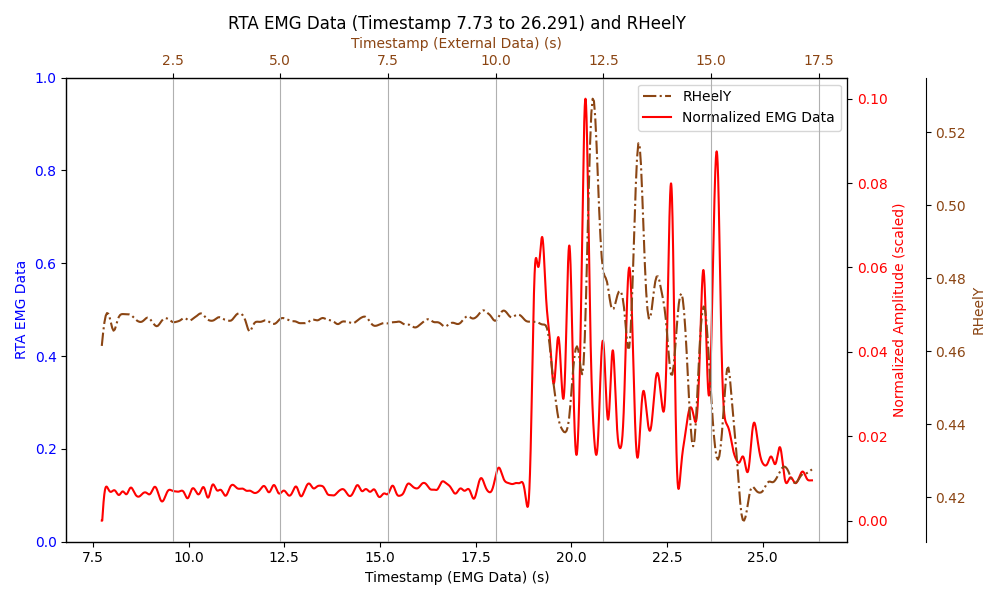 RTA EMG Data (Timestamp 7.73 to 26.291) and RHeelY
Timestamp (External Data) (s)
2.5 5.0 7.5 10.0 12.5 15.0 17.5
RHeelY
Normalized EMG Data
1.0
0.8
0.6
0.4
0.2
0.0
RTA EMG Data
0.10
0.08
0.06
0.04
0.02
0.00
Normalized Amplitude (scaled)
0.52
0.50
0.48
0.46
0.44
0.42
RHeelY
7.5 10.0 12.5 15.0 17.5 20.0 22.5 25.0
Timestamp (EMG Data) (s)